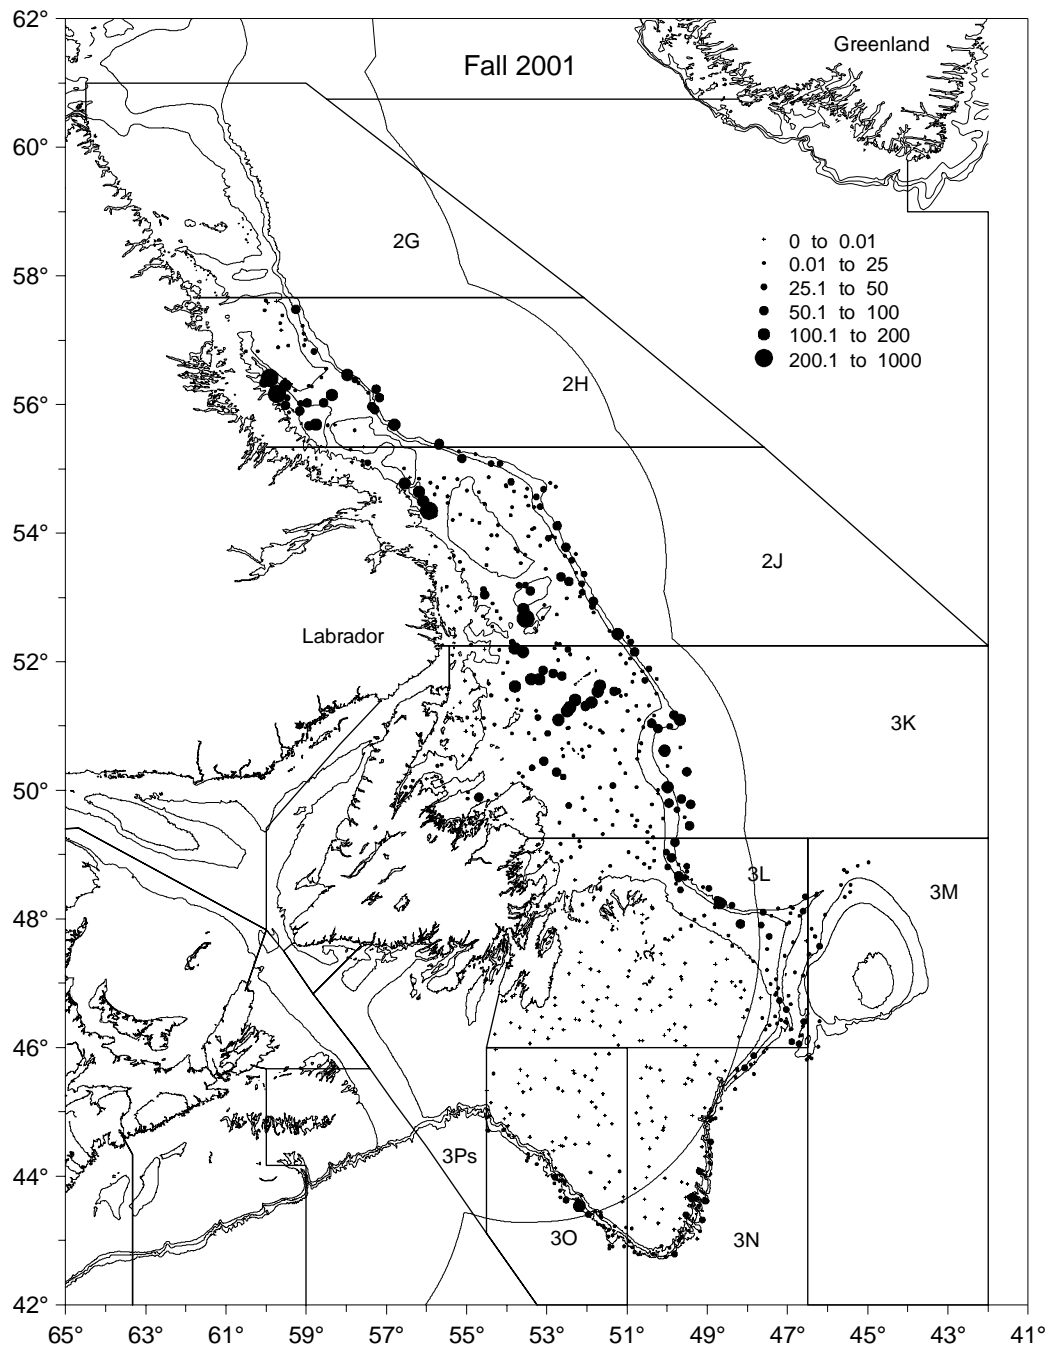 62°
Fall 2001
Greenland
60°
2G
0 to 0.01
0.01 to 25
25.1 to 50
50.1 to 100
100.1 to 200
200.1 to 1000
58°
2H
56°
54°
2J
Labrador
52°
3K
50°
3L
3M
48°
46°
3Ps
44°
3O
3N
42°
65° 63° 61° 59° 57° 55° 53° 51° 49° 47° 45° 43° 41°